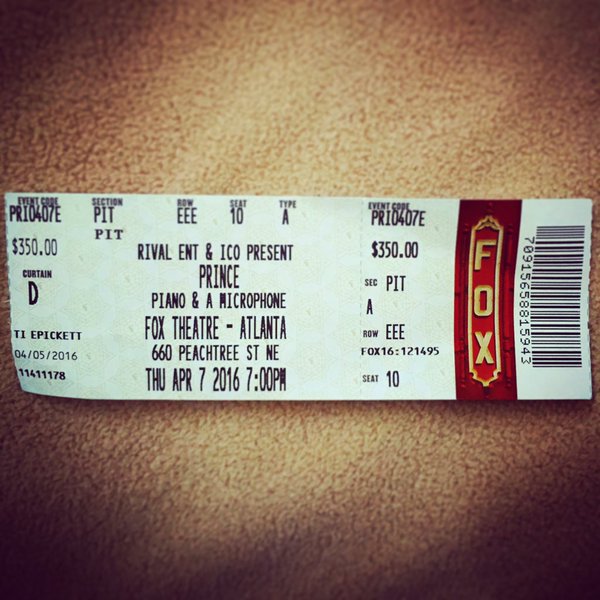 EVENT CODE SECTION ROW SEAT TYPE
PRI0407E PIT EEE 10 A
PIT
$350.00
CURTAIN
D
TI EPICKETT
04/05/2016
11411178
RIVAL ENT & ICO PRESENT
PRINCE
PIANO & A MICROPHONE
FOX THEATRE - ATLANTA
660 PEACHTREE ST NE
THU APR 7 2016 7:00PM
EVENT CODE
PRI0407E
$350.00
SEC PIT
A
ROW EEE
FOX16:121495
SEAT 10
FOX
70915658815943